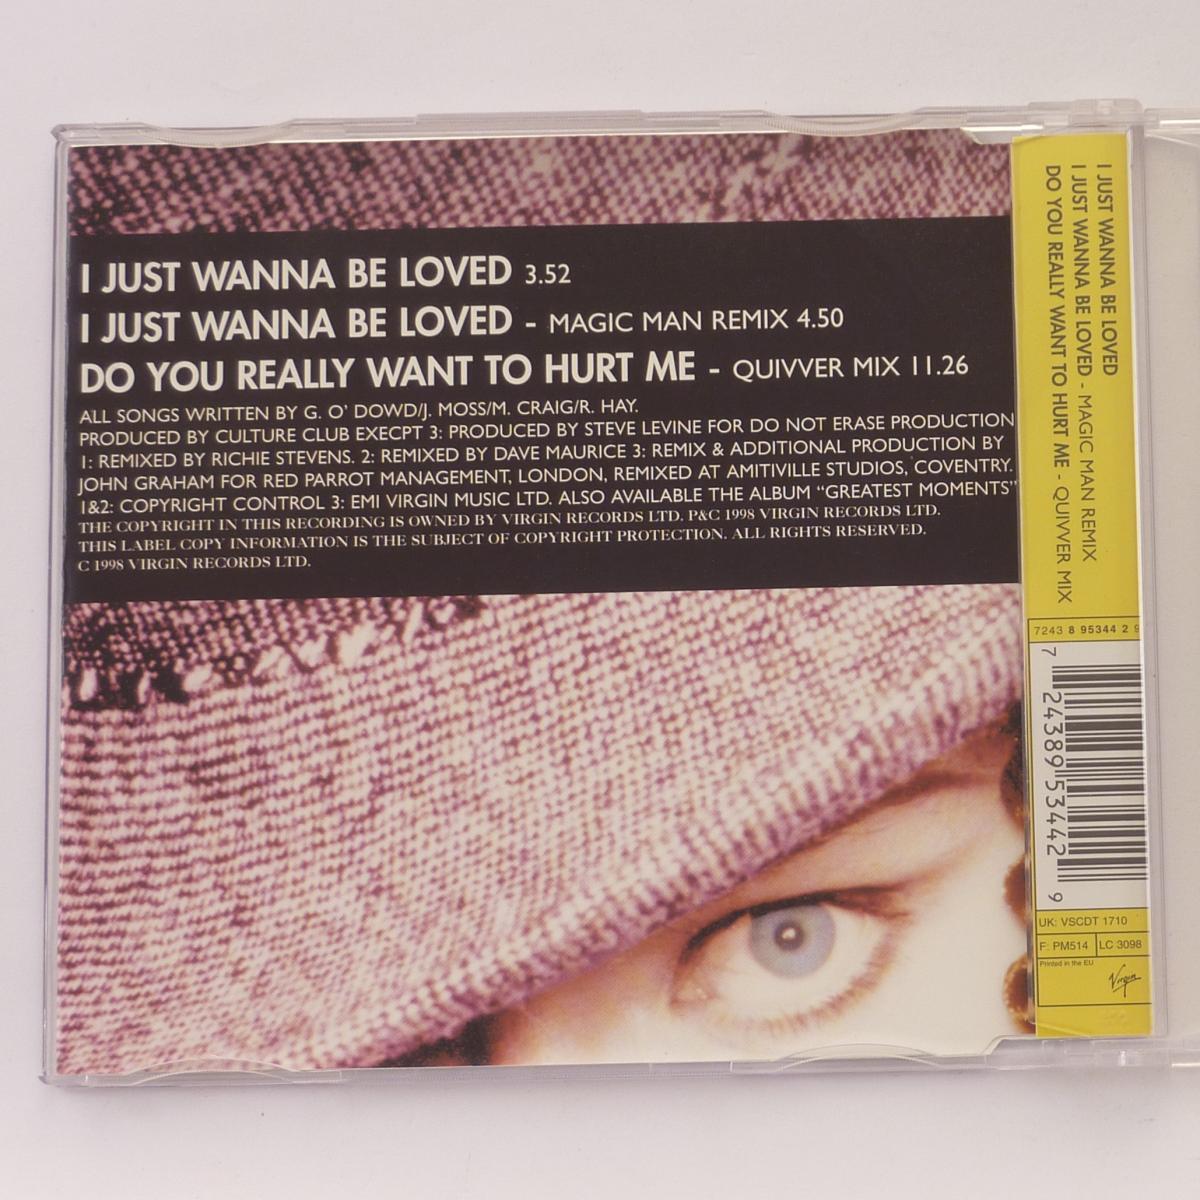 I JUST WANNA BE LOVED 3.52
I JUST WANNA BE LOVED - MAGIC MAN REMIX 4.50
DO YOU REALLY WANT TO HURT ME - QUIVVER MIX 11.26
ALL SONGS WRITTEN BY G. O' DOWD/J. MOSS/M. CRAIG/R. HAY.
PRODUCED BY CULTURE CLUB EXECPT 3: PRODUCED BY STEVE LEVINE FOR DO NOT ERASE PRODUCTION
1: REMIXED BY RICHIE STEVENS. 2: REMIXED BY DAVE MAURICE 3: REMIX & ADDITIONAL PRODUCTION BY
JOHN GRAHAM FOR RED PARROT MANAGEMENT, LONDON, REMIXED AT AMITIVILLE STUDIOS, COVENTRY.
1&2: COPYRIGHT CONTROL 3: EMI VIRGIN MUSIC LTD. ALSO AVAILABLE THE ALBUM “GREATEST MOMENTS”
THE COPYRIGHT IN THIS RECORDING IS OWNED BY VIRGIN RECORDS LTD. P&C 1998 VIRGIN RECORDS LTD.
THIS LABEL COPY INFORMATION IS THE SUBJECT OF COPYRIGHT PROTECTION. ALL RIGHTS RESERVED.
C 1998 VIRGIN RECORDS LTD.
I JUST WANNA BE LOVED
I JUST WANNA BE LOVED - MAGIC MAN REMIX
DO YOU REALLY WANT TO HURT ME - QUIVVER MIX
7243 8 95344 2 9
7 24389 53442 9
UK: VSCDT 1710
F: PM514 LC 3098
Printed in the EU
Virgin